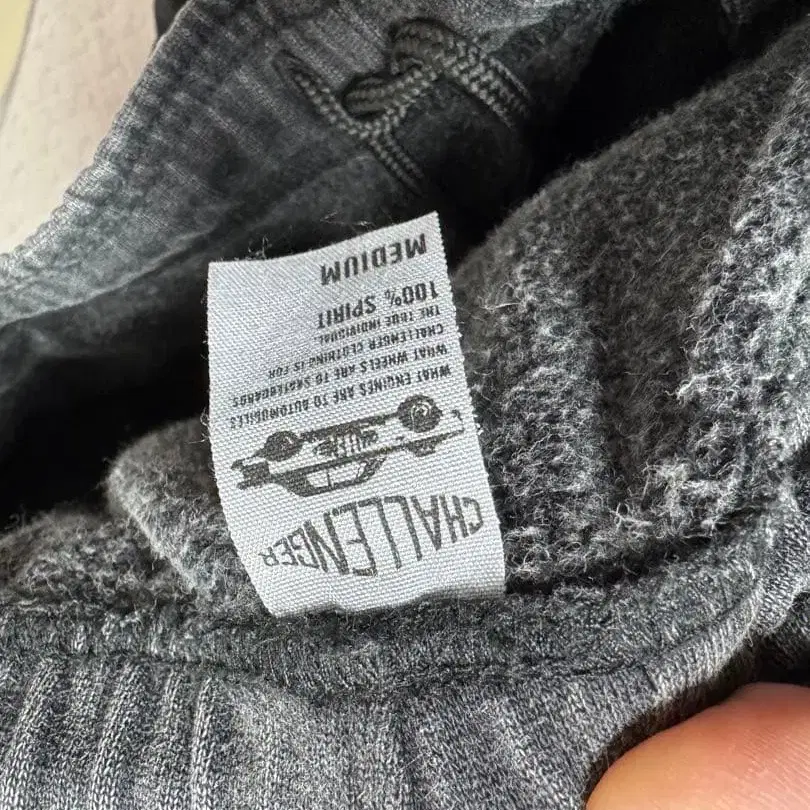 CHALLENGER
WHAT ENGINES ARE TO AUTOMOBILES
WHAT WHEELS ARE TO SKATEBOARDS
CHALLENGER CLOTHING IS FOR
THE TRUE INDIVIDUAL
100% SPIRIT
MEDIUM